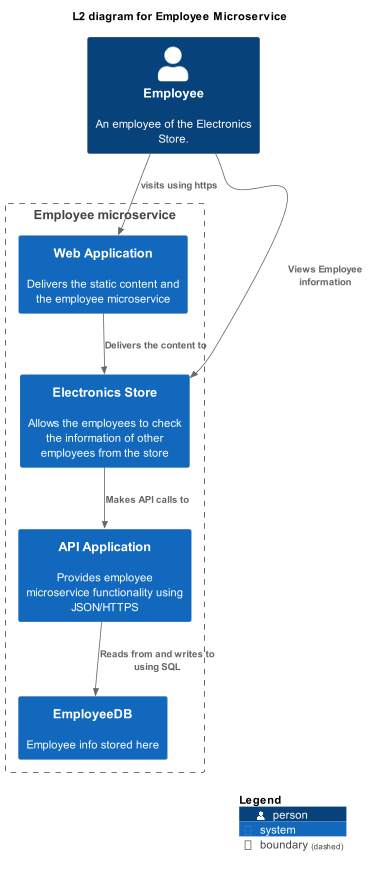 L2 diagram for Employee Microservice
Employee
An employee of the Electronics
Store.
visits using https
Employee microservice
Web Application
Delivers the static content and
the employee microservice
Views Employee
information
Delivers the content to
Electronics Store
Allows the employees to check
the information of other
employees from the store
Makes API calls to
API Application
Provides employee
microservice functionality using
JSON/HTTPS
Reads from and writes to
using SQL
EmployeeDB
Employee info stored here
Legend
person
system
boundary (dashed)